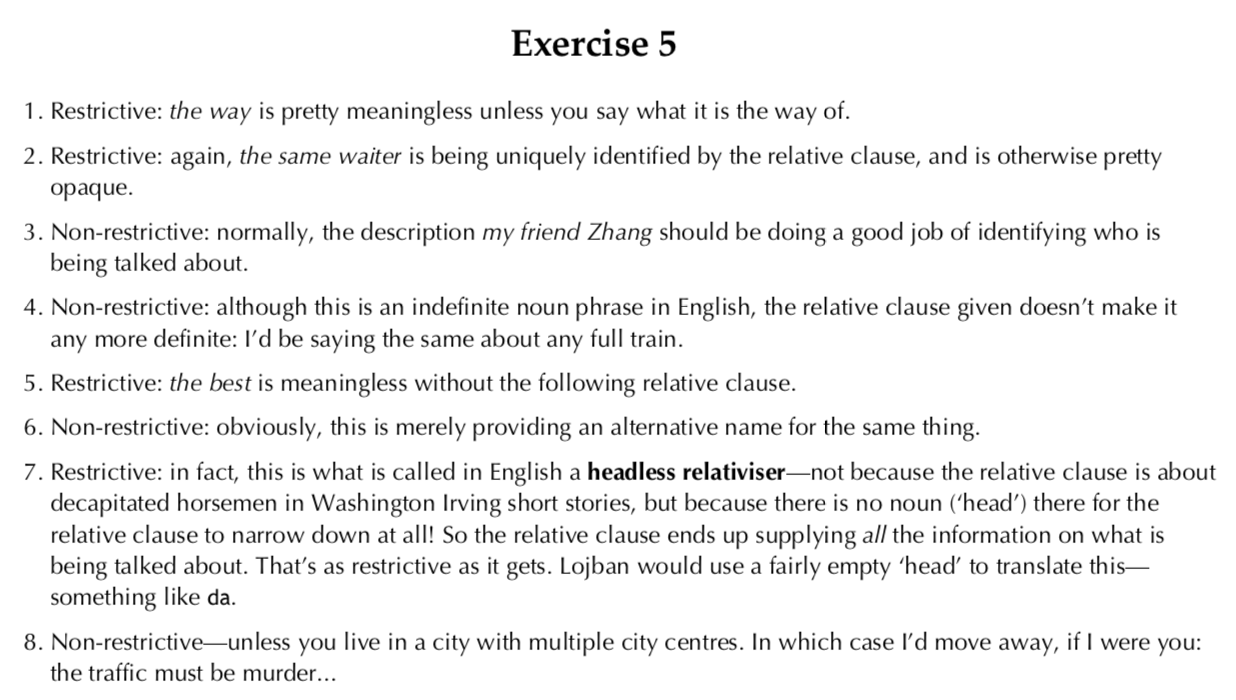 Exercise 5
1. Restrictive: the way is pretty meaningless unless you say what it is the way of.
2. Restrictive: again, the same waiter is being uniquely identified by the relative clause, and is otherwise pretty
opaque.
3. Non-restrictive: normally, the description my friend Zhang should be doing a good job of identifying who is
being talked about.
4. Non-restrictive: although this is an indefinite noun phrase in English, the relative clause given doesn’t make it
any more definite: I’d be saying the same about any full train.
5. Restrictive: the best is meaningless without the following relative clause.
6. Non-restrictive: obviously, this is merely providing an alternative name for the same thing.
7. Restrictive: in fact, this is what is called in English a headless relativiser—not because the relative clause is about
decapitated horsemen in Washington Irving short stories, but because there is no noun (‘head’) there for the
relative clause to narrow down at all! So the relative clause ends up supplying all the information on what is
being talked about. That’s as restrictive as it gets. Lojban would use a fairly empty ‘head’ to translate this—
something like da.
8. Non-restrictive—unless you live in a city with multiple city centres. In which case I’d move away, if I were you:
the traffic must be murder...